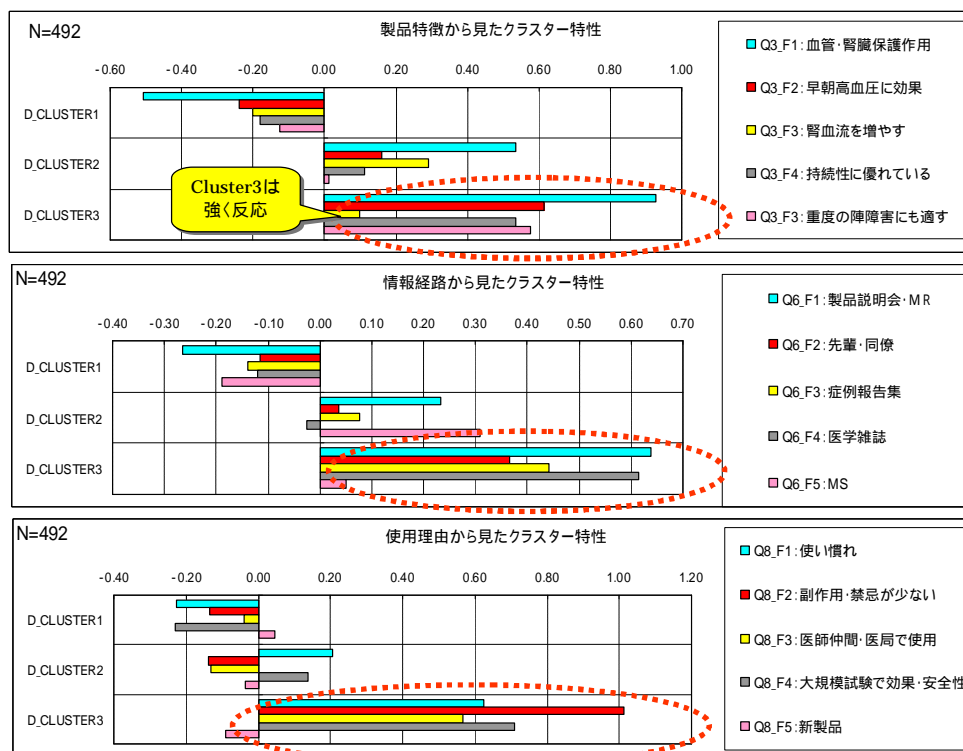 N=492
製品特徴から見たクラスター特性
-0.60 -0.40 -0.20 0.00 0.20 0.40 0.60 0.80 1.00
D_CLUSTER1
D_CLUSTER2
D_CLUSTER3
Cluster3は
強く反応
Q3_F1:血管・腎臓保護作用
Q3_F2:早朝高血圧に効果
Q3_F3:腎血流を増やす
Q3_F4:持続性に優れている
Q3_F3:重度の陣障害にも適す
N=492
情報経路から見たクラスター特性
-0.40 -0.30 -0.20 -0.10 0.00 0.10 0.20 0.30 0.40 0.50 0.60 0.70
D_CLUSTER1
D_CLUSTER2
D_CLUSTER3
Q6_F1:製品説明会・MR
Q6_F2:先輩・同僚
Q6_F3:症例報告集
Q6_F4:医学雑誌
Q6_F5:MS
N=492
使用理由から見たクラスター特性
-0.40 -0.20 0.00 0.20 0.40 0.60 0.80 1.00 1.20
D_CLUSTER1
D_CLUSTER2
D_CLUSTER3
Q8_F1:使い慣れ
Q8_F2:副作用・禁忌が少ない
Q8_F3:医師仲間・医局で使用
Q8_F4:大規模試験で効果・安全性
Q8_F5:新製品